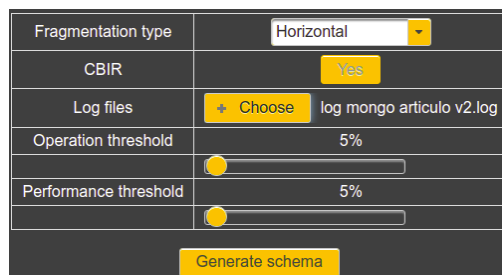 Fragmentation type Horizontal
CBIR Yes
Log files + Choose log mongo articulo v2.log
Operation threshold 5%
Performance threshold 5%
Generate schema